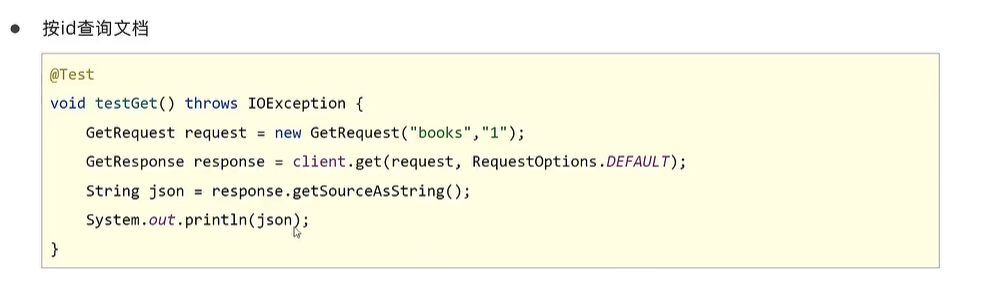 ● 按id查询文档
@Test
void testGet() throws IOException {
    GetRequest request = new GetRequest("books","1");
    GetResponse response = client.get(request, RequestOptions.DEFAULT);
    String json = response.getSourceAsString();
    System.out.println(json);
}